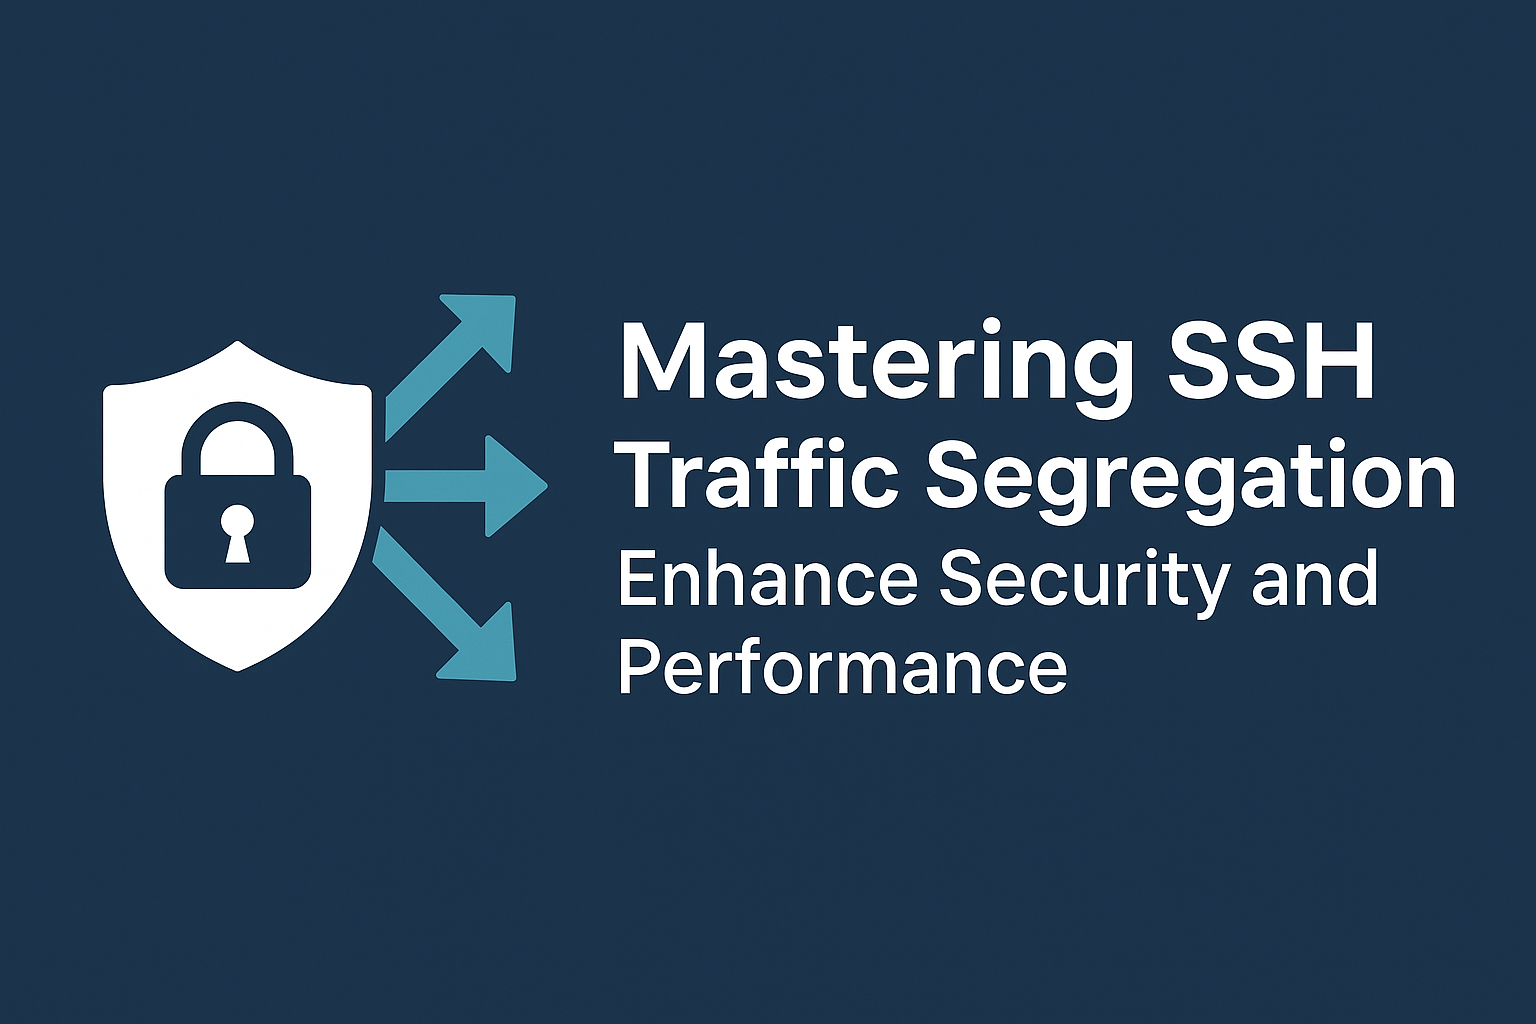 Mastering SSH
Traffic Segregation
Enhance Security and
Performance